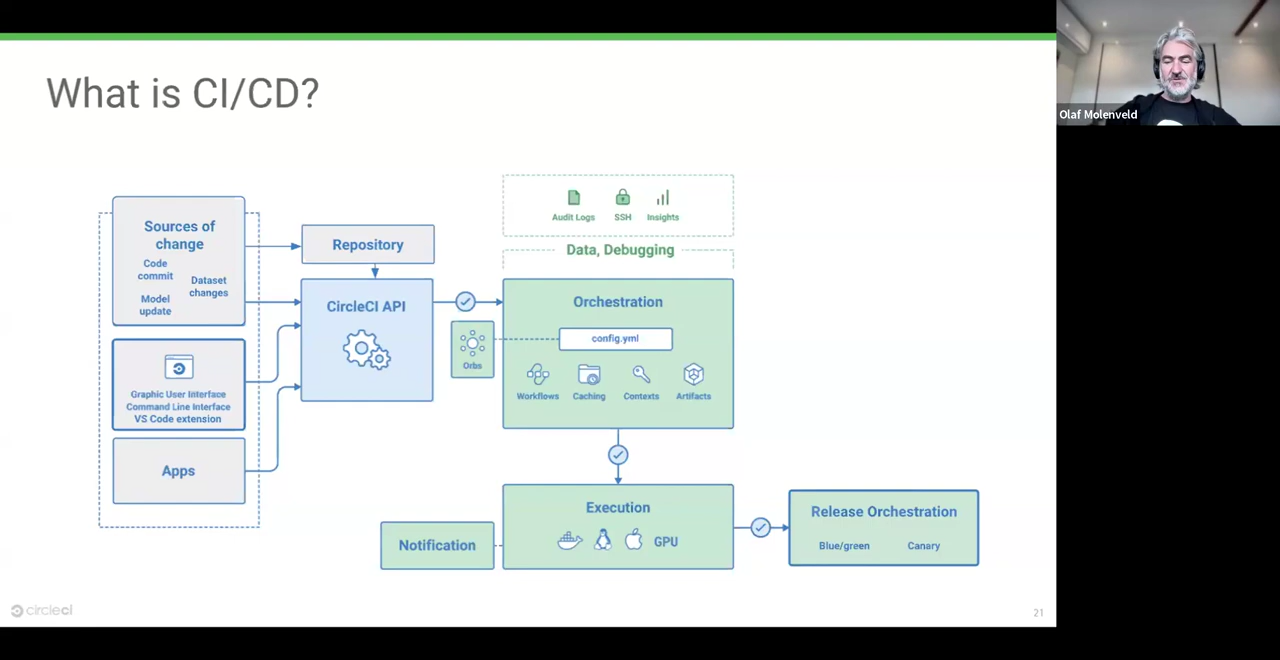 What is CI/CD?
Olaf Molenveld
Sources of
change
Code
commit
Dataset
changes
Model
update
Graphic User Interface
Command Line Interface
VS Code extension
Apps
Repository
CircleCI API
Orbs
Audit Logs
SSH
Insights
Data, Debugging
Orchestration
config.yml
Workflows
Caching
Contexts
Artifacts
Execution
GPU
Notification
Release Orchestration
Blue/green
Canary
circleci
21